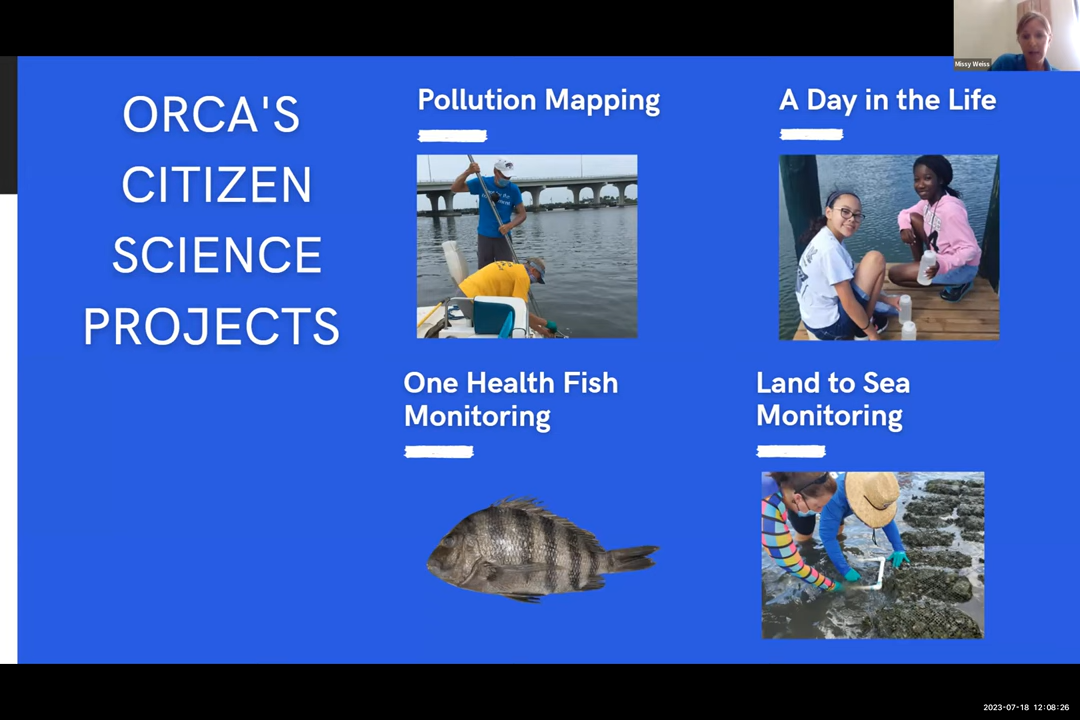 Missy Weiss
ORCA'S
CITIZEN
SCIENCE
PROJECTS
Pollution Mapping
A Day in the Life
One Health Fish
Monitoring
Land to Sea
Monitoring
2023-07-18 12:08:26